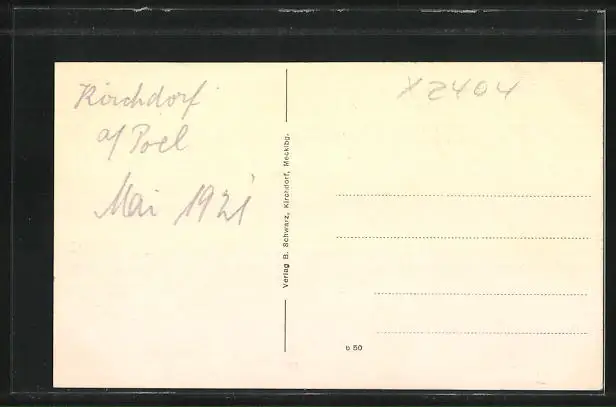 Kirchdorf
a/Poel
Mai 1921
Verlag B. Schwarz, Kirchdorf, Mecklbg.
X2404
b 50